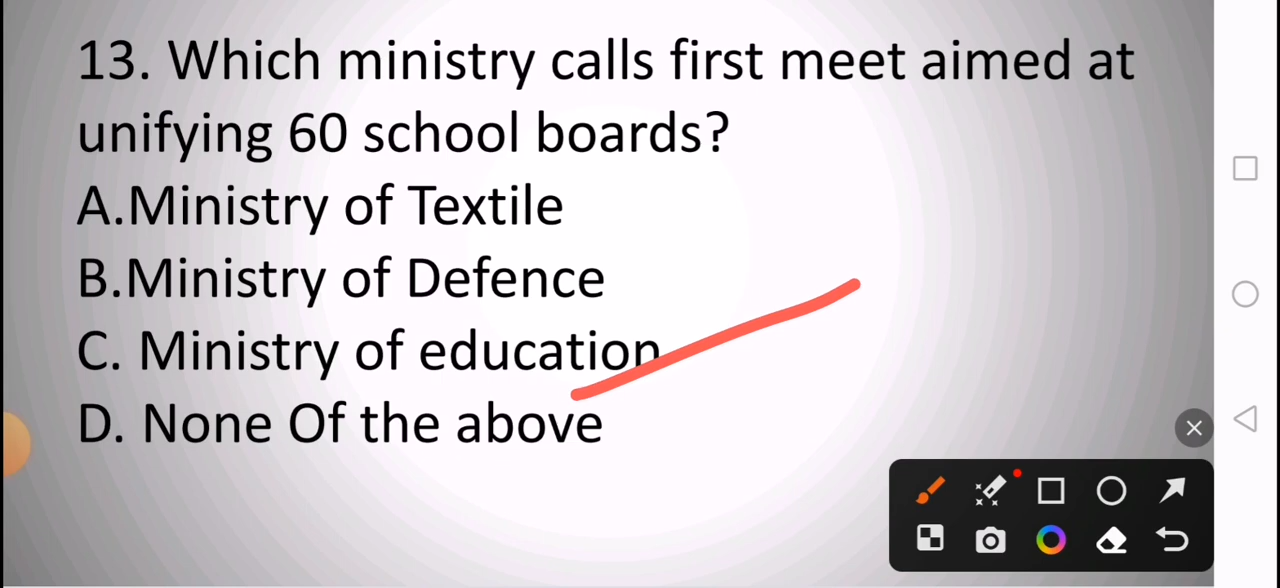 13. Which ministry calls first meet aimed at
unifying 60 school boards?
A.Ministry of Textile
B.Ministry of Defence
C. Ministry of education
D. None Of the above